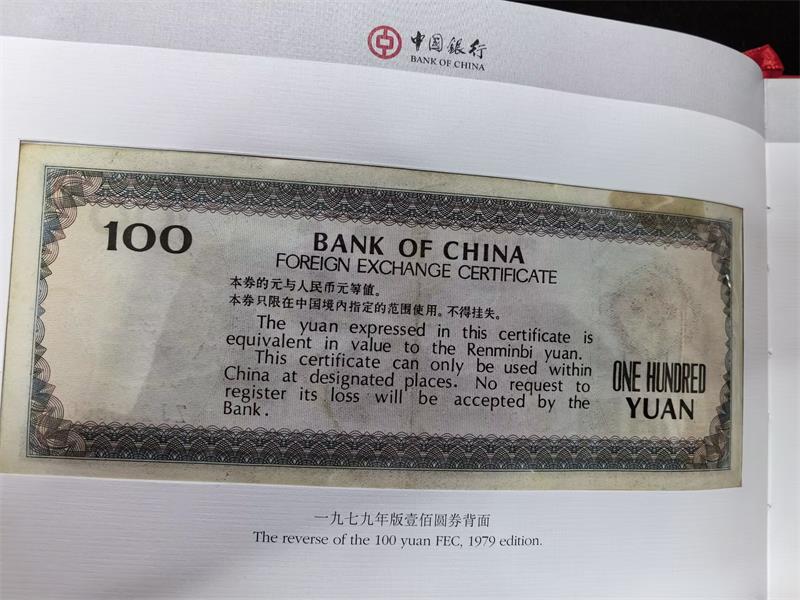 中國銀行
BANK OF CHINA
100
BANK OF CHINA
FOREIGN EXCHANGE CERTIFICATE
本券的元与人民币元等值。
本券只限在中国境内指定的范围使用。不得挂失。
The yuan expressed in this certificate is
equivalent in value to the Renminbi yuan.
This certificate can only be used within
China at designated places. No request to
register its loss will be accepted by the
Bank.
ONE HUNDRED
YUAN
一九七九年版壹佰圆券背面
The reverse of the 100 yuan FEC, 1979 edition.